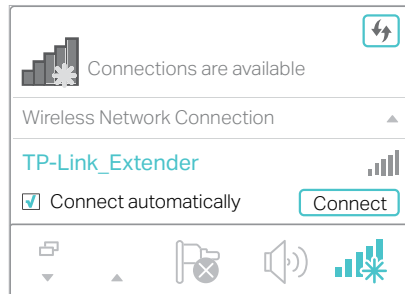 Connections are available
Wireless Network Connection
TP-Link_Extender
Connect automatically
Connect